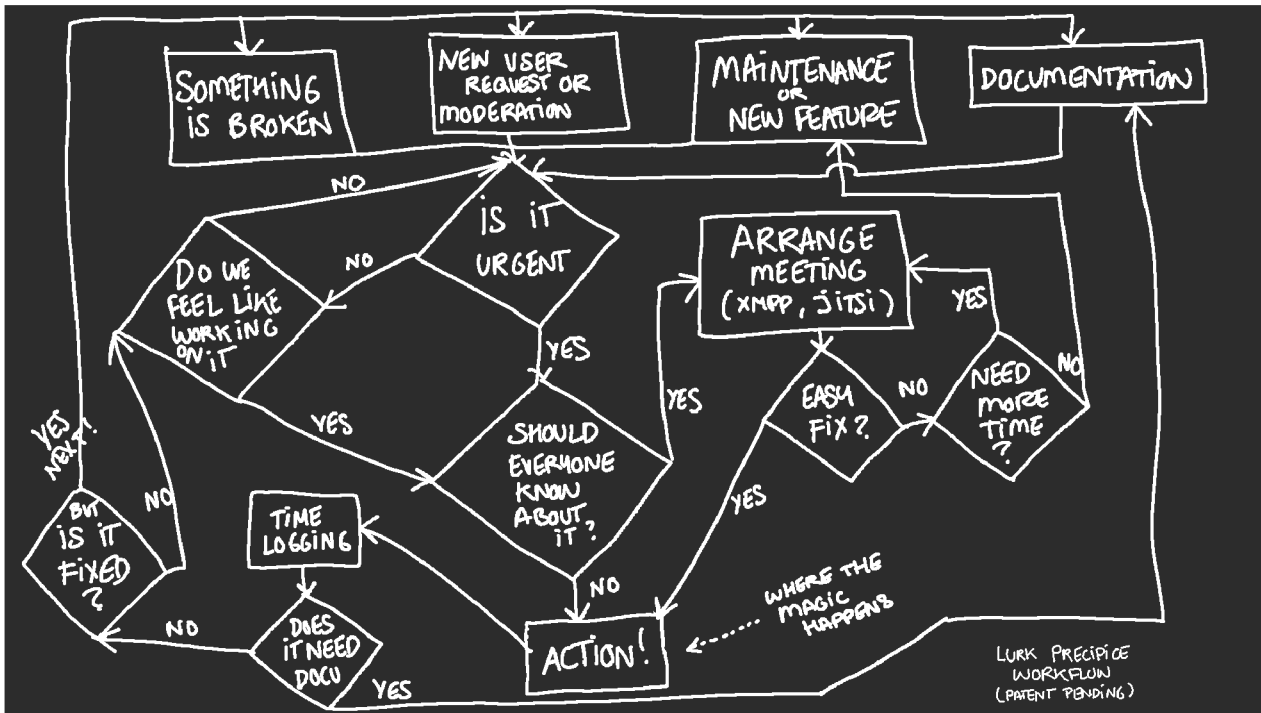 SOMETHING
IS BROKEN
NEW USER
REQUEST OR
MODERATION
MAINTENANCE
OR
NEW FEATURE
DOCUMENTATION
NO
IS IT
URGENT
NO
DO WE
FEEL LIKE
WORKING
ON IT
YES
ARRANGE
MEETING
(XMPP, JITSI)
YES
NO
YES
YES
SHOULD
EVERYONE
KNOW
ABOUT
IT?
EASY
FIX?
NO
NEED
MORE
TIME
?
YES
NEXT!
NO
BUT
IS IT
FIXED
?
TIME
LOGGING
YES
NO
WHERE THE
MAGIC
HAPPENS
NO
DOES
IT NEED
DOCU
YES
ACTION!
LURK PRECIPICE
WORKFLOW
(PATENT PENDING)